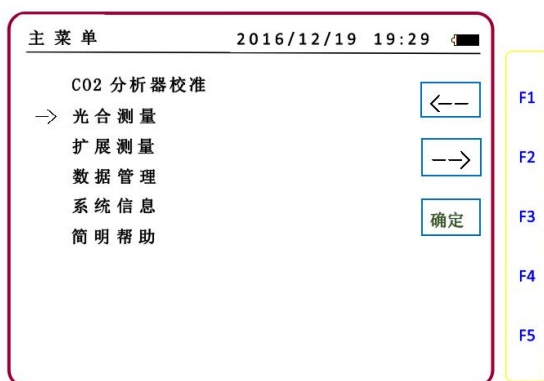 主菜单 2016/12/19 19:29
CO2 分析器校准
<-- F1
-> 光合测量
扩展测量
--> F2
数据管理
系统信息
确定 F3
简明帮助
F4
F5